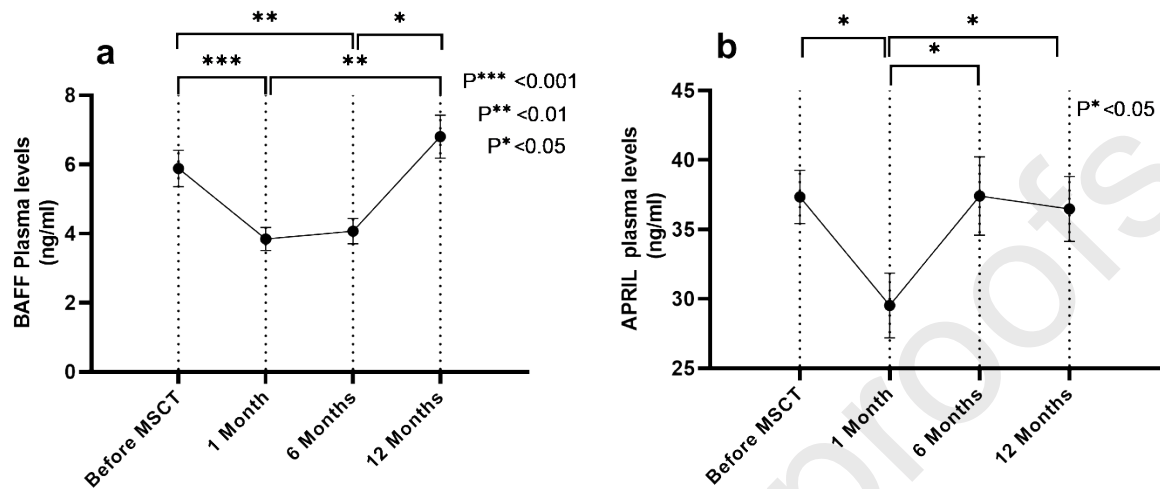 a
** *
*** **
P*** <0.001
P** <0.01
P* <0.05
BAFF Plasma levels
(ng/ml)
8
6
4
2
0
Before MSCT
1 Month
6 Months
12 Months
b
* *
*
P* <0.05
APRIL plasma levels
(ng/ml)
45
40
35
30
25
Before MSCT
1 Month
6 Months
12 Months
proofs